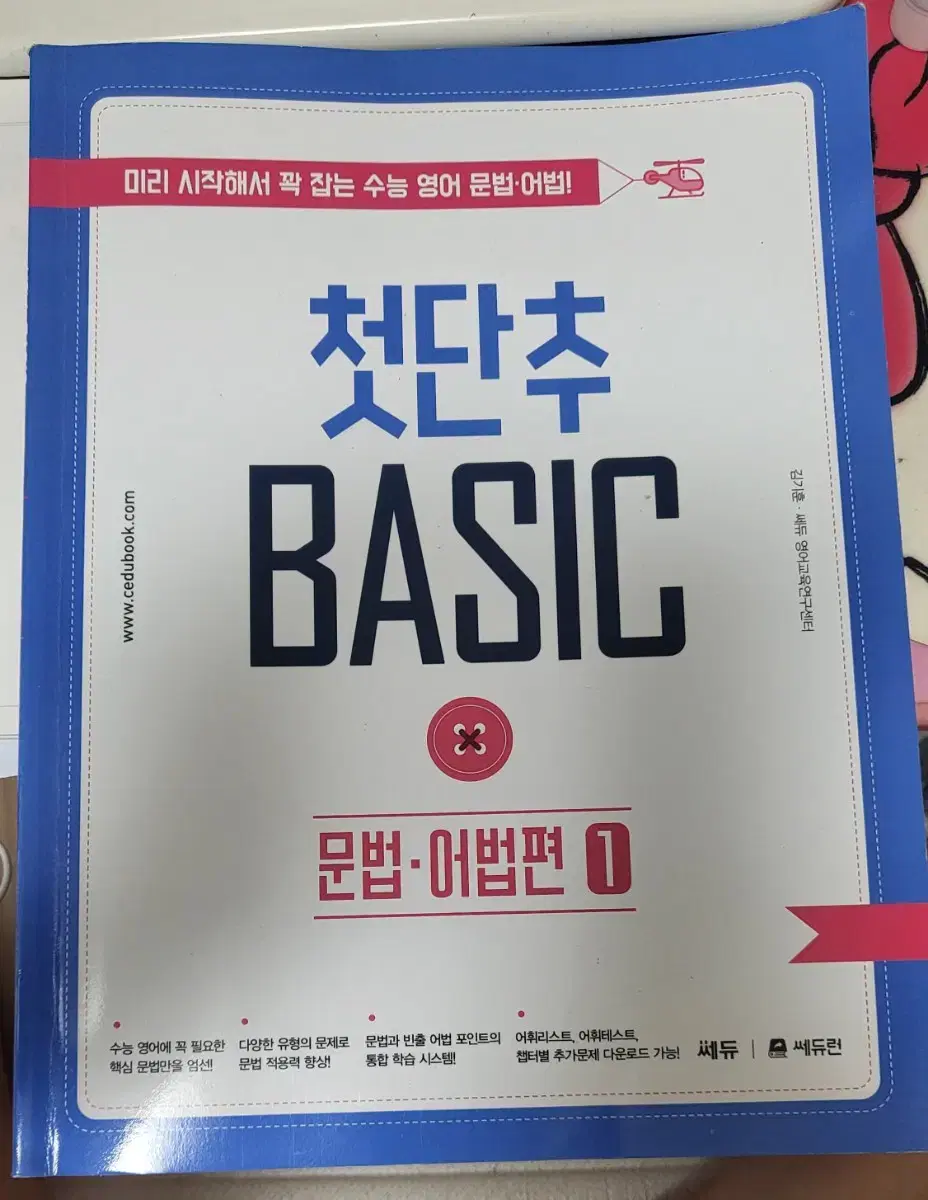 미리 시작해서 꽉 잡는 수능 영어 문법·어법!
첫단추
BASIC
www.cedubook.com
김기훈 · 쎄듀 영어교육연구센터
문법·어법편 1
수능 영어에 꼭 필요한
핵심 문법만을 엄선!
다양한 유형의 문제로
문법 적용력 향상!
문법과 빈출 어법 포인트의
통합 학습 시스템!
어휘리스트, 어휘테스트,
챕터별 추가문제 다운로드 가능!
쎄듀 | 쎄듀런